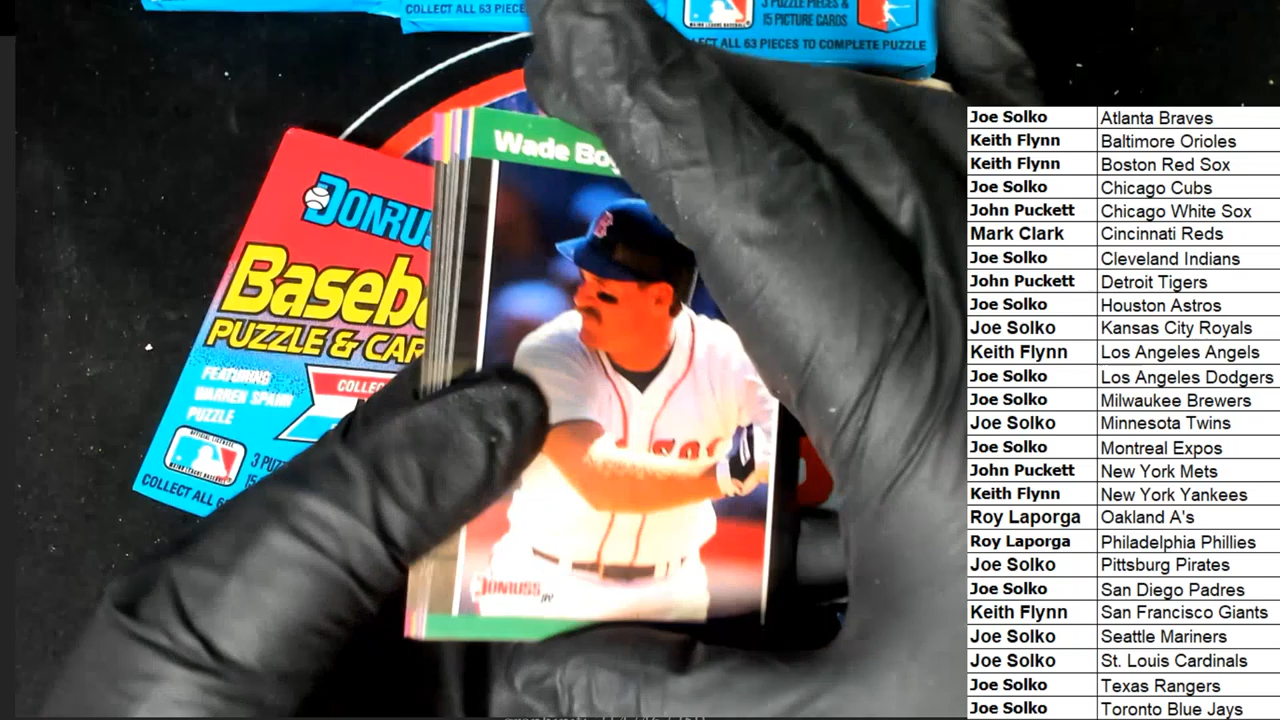 COLLECT ALL 63 PIECES
3 PUZZLE PIECES &
15 PICTURE CARDS
COLLECT ALL 63 PIECES TO COMPLETE PUZZLE
Wade Bo
DONRUSS
Baseb
PUZZLE & CAR
FEATURING
WARREN SPAHN
PUZZLE
COLLEC
3 PUZZ
COLLECT ALL 63
DONRUSS '89
Joe Solko Atlanta Braves
Keith Flynn Baltimore Orioles
Keith Flynn Boston Red Sox
Joe Solko Chicago Cubs
John Puckett Chicago White Sox
Mark Clark Cincinnati Reds
Joe Solko Cleveland Indians
John Puckett Detroit Tigers
Joe Solko Houston Astros
Joe Solko Kansas City Royals
Keith Flynn Los Angeles Angels
Joe Solko Los Angeles Dodgers
Joe Solko Milwaukee Brewers
Joe Solko Minnesota Twins
Joe Solko Montreal Expos
John Puckett New York Mets
Keith Flynn New York Yankees
Roy Laporga Oakland A's
Roy Laporga Philadelphia Phillies
Joe Solko Pittsburg Pirates
Joe Solko San Diego Padres
Keith Flynn San Francisco Giants
Joe Solko Seattle Mariners
Joe Solko St. Louis Cardinals
Joe Solko Texas Rangers
Joe Solko Toronto Blue Jays